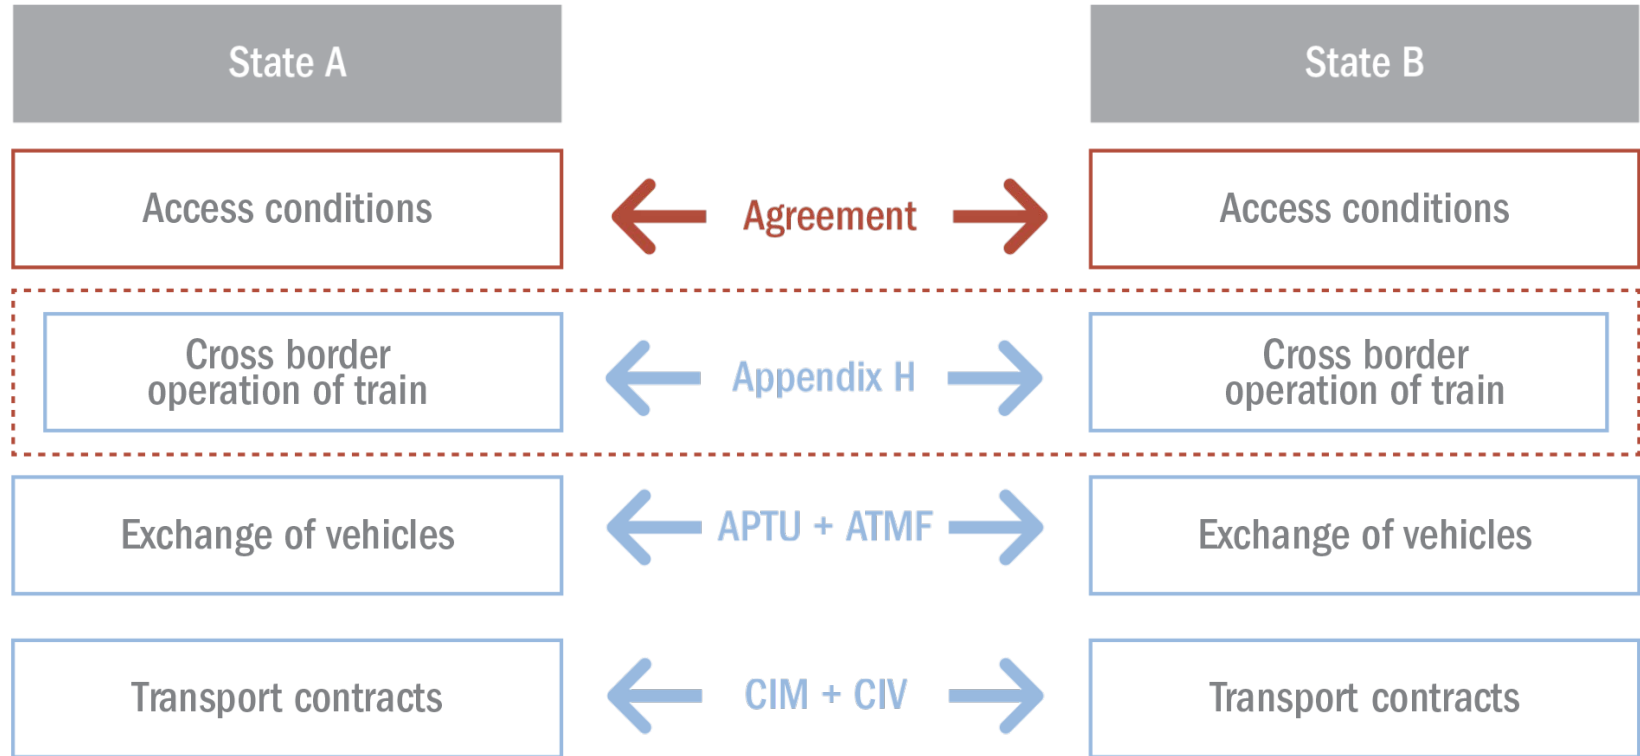 State A
State B
Access conditions
Agreement
Access conditions
Cross border
operation of train
Appendix H
Cross border
operation of train
Exchange of vehicles
APTU + ATMF
Exchange of vehicles
Transport contracts
CIM + CIV
Transport contracts